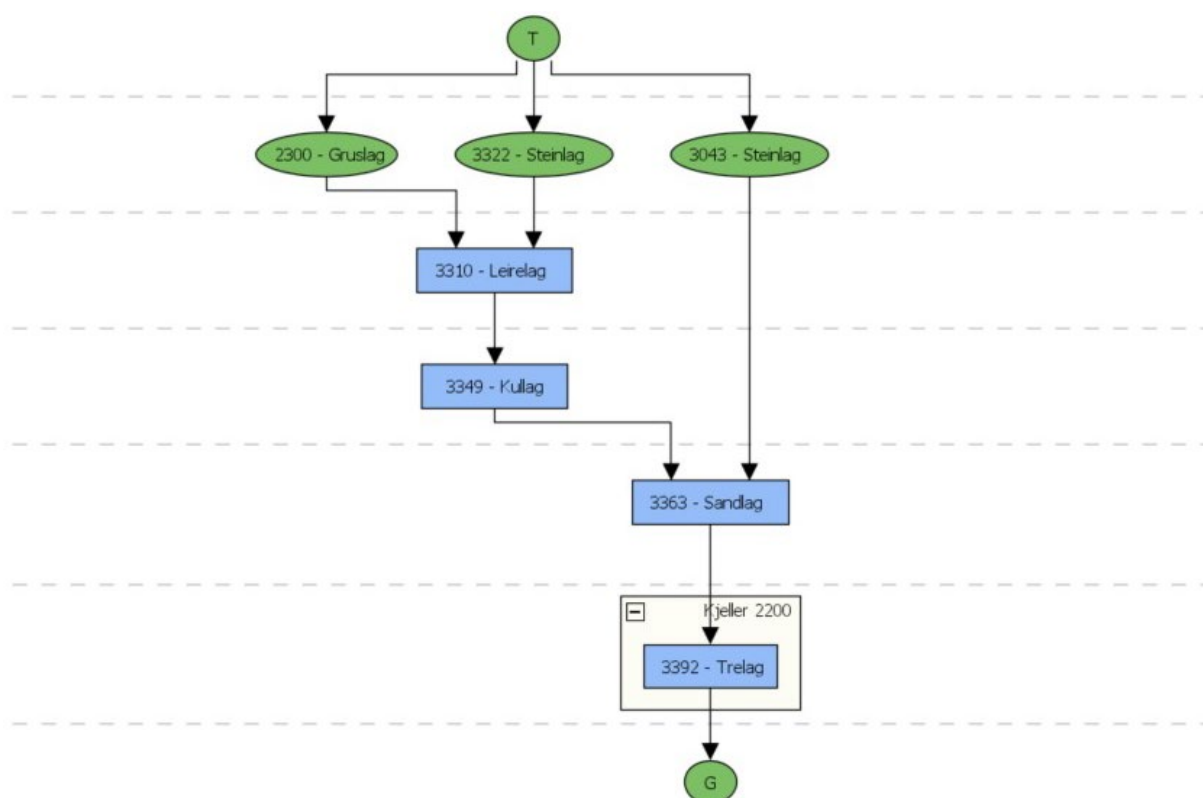 T
2300 - Gruslag
3322 - Steinlag
3043 - Steinlag
3310 - Leirelag
3349 - Kullag
3363 - Sandlag
Kjeller 2200
3392 - Trelag
G